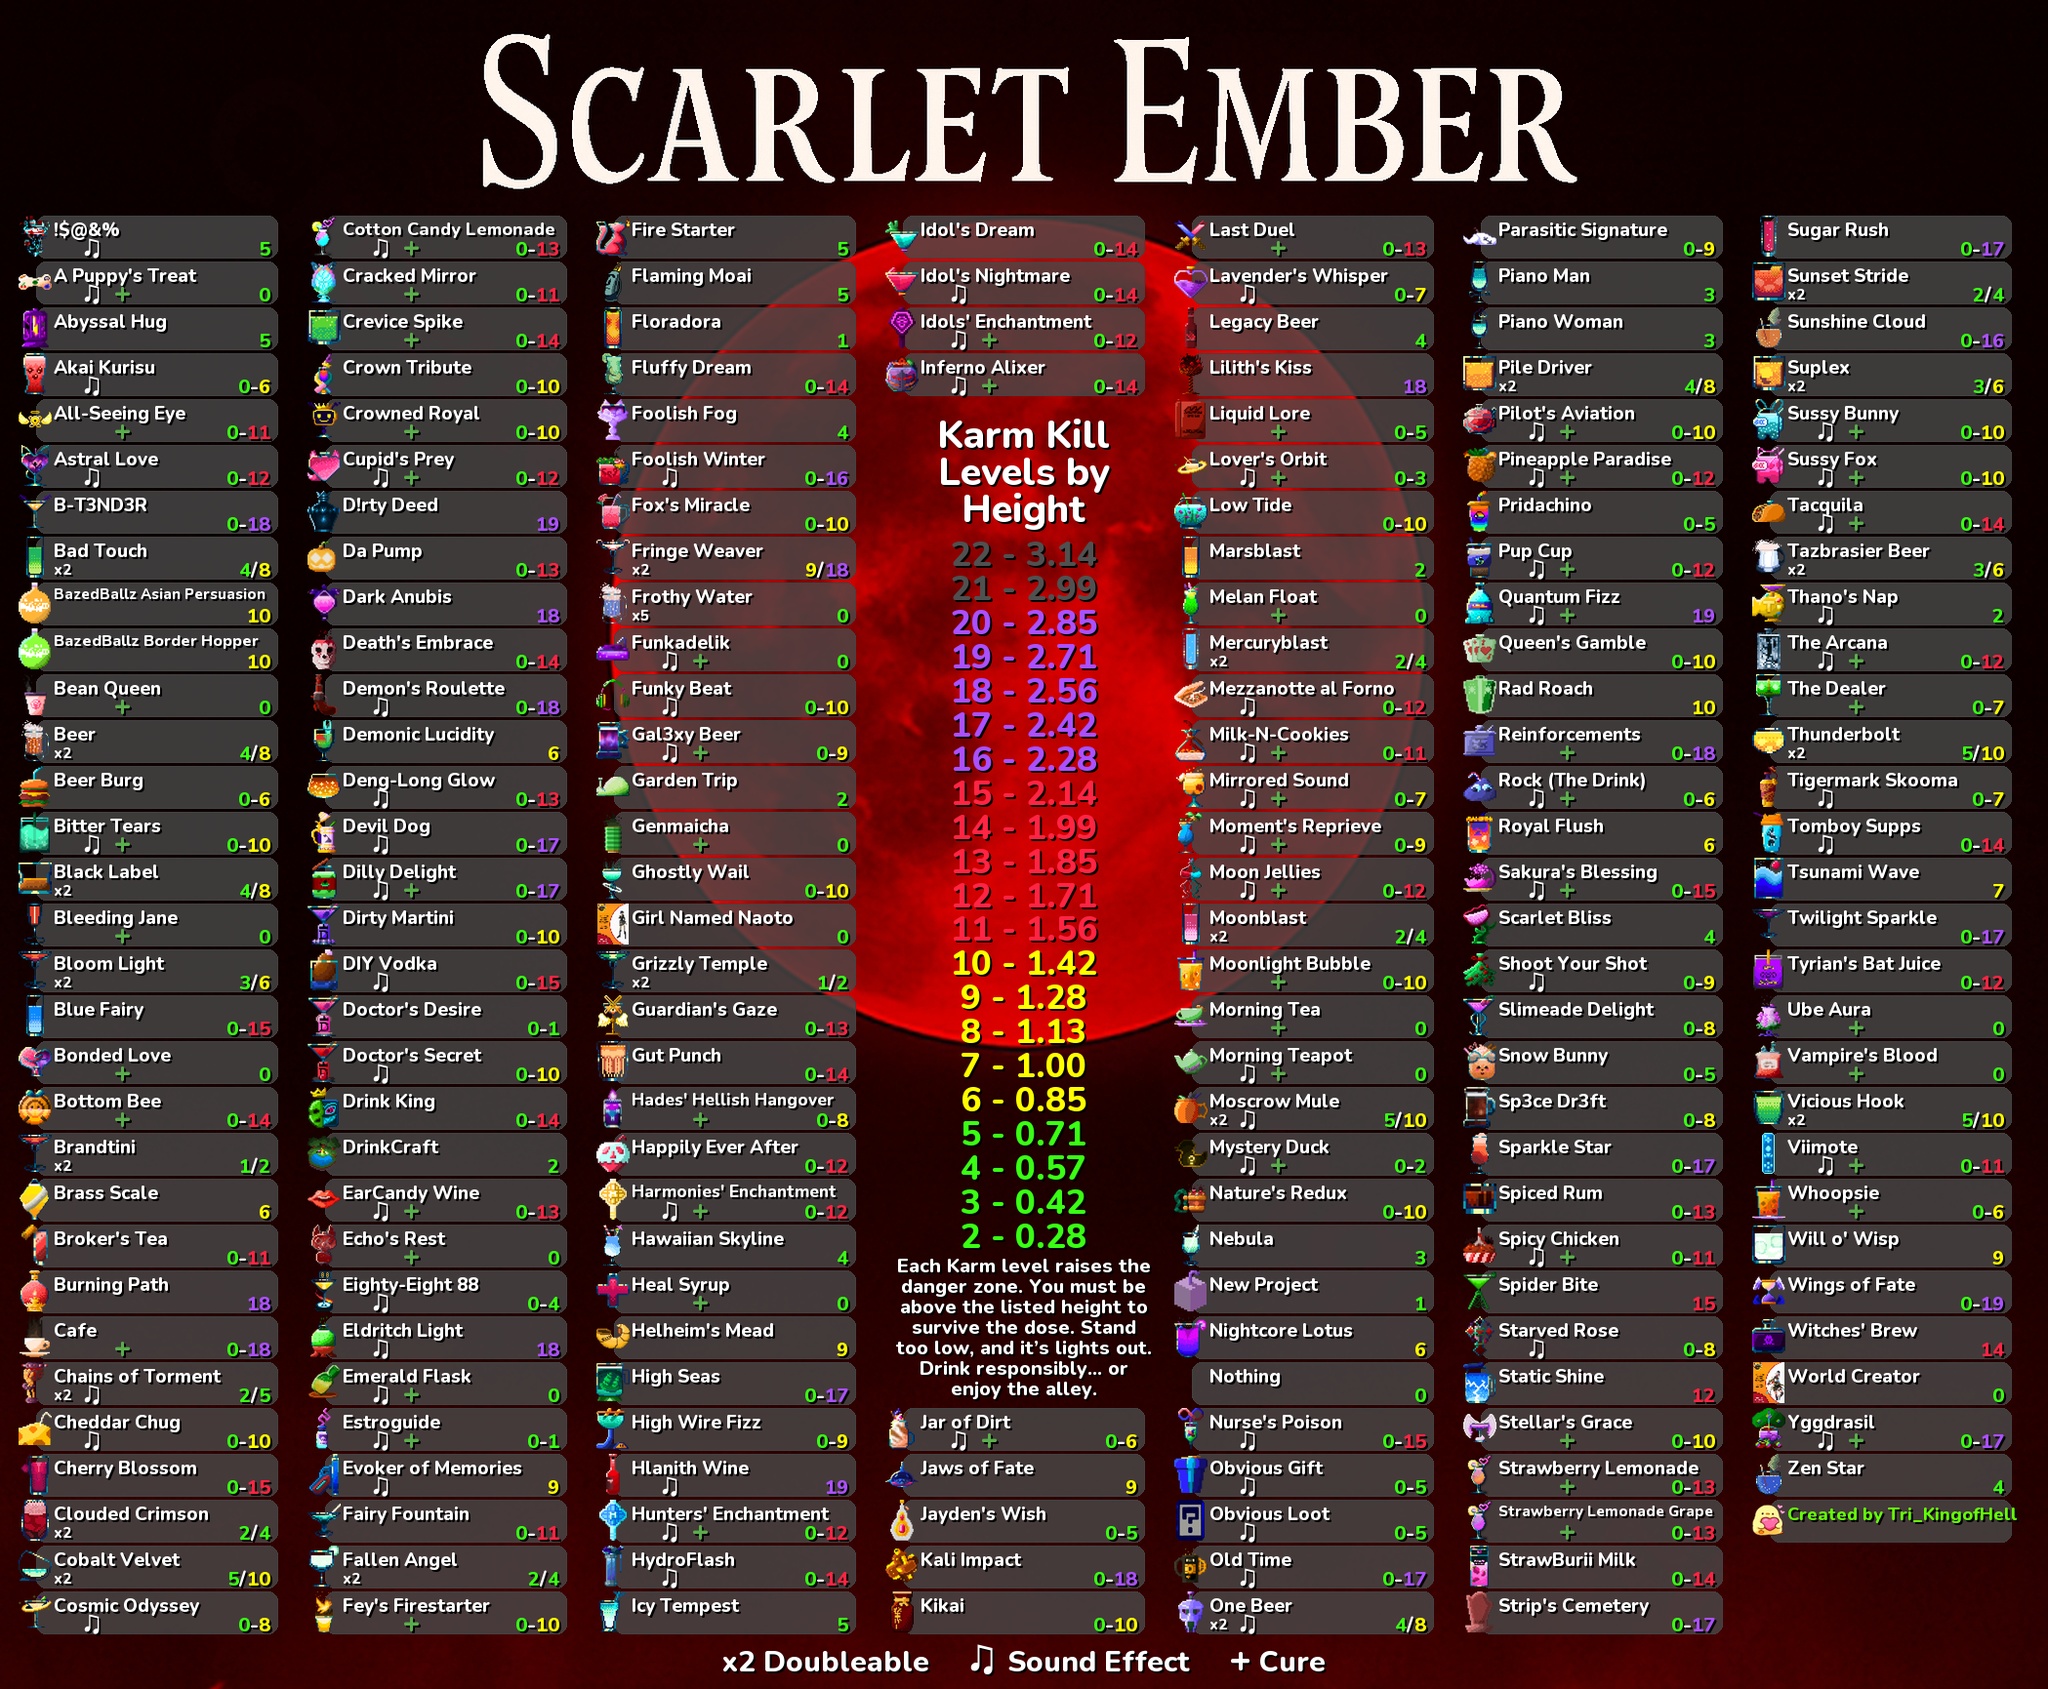 SCARLET EMBER
!$@&%
♫ 5
A Puppy's Treat
♫ + 0
Abyssal Hug
5
Akai Kurisu
♫ 0-6
All-Seeing Eye
+ 0-11
Astral Love
♫ 0-12
B-T3ND3R
0-18
Bad Touch
x2 4/8
BazedBallz Asian Persuasion
10
BazedBallz Border Hopper
10
Bean Queen
+ 0
Beer
x2 4/8
Beer Burg
0-6
Bitter Tears
♫ + 0-10
Black Label
x2 4/8
Bleeding Jane
+ 0
Bloom Light
x2 3/6
Blue Fairy
0-15
Bonded Love
+ 0
Bottom Bee
+ 0-14
Brandtini
x2 1/2
Brass Scale
6
Broker's Tea
0-11
Burning Path
18
Cafe
+ 0-18
Chains of Torment
x2 ♫ 2/5
Cheddar Chug
♫ 0-10
Cherry Blossom
0-15
Clouded Crimson
x2 2/4
Cobalt Velvet
x2 5/10
Cosmic Odyssey
♫ 0-8
Cotton Candy Lemonade
♫ + 0-13
Cracked Mirror
+ 0-11
Crevice Spike
+ 0-14
Crown Tribute
0-10
Crowned Royal
+ 0-10
Cupid's Prey
♫ + 0-12
D!rty Deed
19
Da Pump
0-13
Dark Anubis
18
Death's Embrace
0-14
Demon's Roulette
♫ 0-18
Demonic Lucidity
6
Deng-Long Glow
♫ 0-13
Devil Dog
♫ 0-17
Dilly Delight
♫ + 0-17
Dirty Martini
0-10
DIY Vodka
♫ 0-15
Doctor's Desire
0-1
Doctor's Secret
♫ 0-10
Drink King
0-14
DrinkCraft
2
EarCandy Wine
♫ + 0-13
Echo's Rest
+ 0
Eighty-Eight 88
♫ 0-4
Eldritch Light
♫ 18
Emerald Flask
♫ + 0
Estroguide
♫ + 0-1
Evoker of Memories
♫ 9
Fairy Fountain
0-11
Fallen Angel
x2 2/4
Fey's Firestarter
+ 0-10
Fire Starter
5
Flaming Moai
5
Floradora
1
Fluffy Dream
0-14
Foolish Fog
4
Foolish Winter
♫ 0-16
Fox's Miracle
0-10
Fringe Weaver
x2 9/18
Frothy Water
x5 0
Funkadelik
♫ + 0
Funky Beat
♫ 0-10
Gal3xy Beer
♫ + 0-9
Garden Trip
2
Genmaicha
+ 0
Ghostly Wail
0-10
Girl Named Naoto
0
Grizzly Temple
x2 1/2
Guardian's Gaze
0-13
Gut Punch
0-14
Hades' Hellish Hangover
+ 0-8
Happily Ever After
0-12
Harmonies' Enchantment
♫ + 0-12
Hawaiian Skyline
4
Heal Syrup
+ 0
Helheim's Mead
9
High Seas
0-17
High Wire Fizz
0-9
Hlanith Wine
19
Hunters' Enchantment
♫ + 0-12
HydroFlash
♫ 0-14
Icy Tempest
5
Idol's Dream
0-14
Idol's Nightmare
♫ 0-14
Idols' Enchantment
♫ + 0-12
Inferno Alixer
♫ + 0-14
Karm Kill
Levels by
Height
22 - 3.14
21 - 2.99
20 - 2.85
19 - 2.71
18 - 2.56
17 - 2.42
16 - 2.28
15 - 2.14
14 - 1.99
13 - 1.85
12 - 1.71
11 - 1.56
10 - 1.42
9 - 1.28
8 - 1.13
7 - 1.00
6 - 0.85
5 - 0.71
4 - 0.57
3 - 0.42
2 - 0.28
Each Karm level raises the
danger zone. You must be
above the listed height to
survive the dose. Stand
too low, and it's lights out.
Drink responsibly... or
enjoy the alley.
Jar of Dirt
♫ + 0-6
Jaws of Fate
9
Jayden's Wish
0-5
Kali Impact
0-18
Kikai
0-10
Last Duel
+ 0-13
Lavender's Whisper
♫ 0-7
Legacy Beer
4
Lilith's Kiss
18
Liquid Lore
+ 0-5
Lover's Orbit
♫ + 0-3
Low Tide
0-10
Marsblast
2
Melan Float
+ 0
Mercuryblast
x2 2/4
Mezzanotte al Forno
♫ 0-12
Milk-N-Cookies
♫ + 0-11
Mirrored Sound
♫ + 0-7
Moment's Reprieve
♫ + 0-9
Moon Jellies
♫ + 0-12
Moonblast
x2 2/4
Moonlight Bubble
+ 0-10
Morning Tea
+ 0
Morning Teapot
♫ + 0
Moscrow Mule
x2 ♫ 5/10
Mystery Duck
♫ + 0-2
Nature's Redux
0-10
Nebula
3
New Project
1
Nightcore Lotus
6
Nothing
0
Nurse's Poison
♫ 0-15
Obvious Gift
♫ 0-5
Obvious Loot
♫ 0-5
Old Time
♫ 0-17
One Beer
x2 ♫ 4/8
Parasitic Signature
0-9
Piano Man
3
Piano Woman
3
Pile Driver
x2 4/8
Pilot's Aviation
♫ + 0-10
Pineapple Paradise
♫ + 0-12
Pridachino
0-5
Pup Cup
♫ + 0-12
Quantum Fizz
♫ + 19
Queen's Gamble
0-10
Rad Roach
10
Reinforcements
+ 0-18
Rock (The Drink)
♫ + 0-6
Royal Flush
6
Sakura's Blessing
♫ + 0-15
Scarlet Bliss
4
Shoot Your Shot
♫ 0-9
Slimeade Delight
0-8
Snow Bunny
0-5
Sp3ce Dr3ft
0-8
Sparkle Star
0-17
Spiced Rum
0-13
Spicy Chicken
♫ + 0-11
Spider Bite
15
Starved Rose
♫ 0-8
Static Shine
12
Stellar's Grace
+ 0-10
Strawberry Lemonade
+ 0-13
Strawberry Lemonade Grape
+ 0-13
StrawBurii Milk
0-14
Strip's Cemetery
0-17
Sugar Rush
0-17
Sunset Stride
x2 2/4
Sunshine Cloud
0-16
Suplex
x2 3/6
Sussy Bunny
♫ + 0-10
Sussy Fox
♫ + 0-10
Tacquila
♫ + 0-14
Tazbrasier Beer
x2 3/6
Thano's Nap
2
The Arcana
♫ + 0-12
The Dealer
+ 0-7
Thunderbolt
x2 5/10
Tigermark Skooma
♫ 0-7
Tomboy Supps
♫ 0-14
Tsunami Wave
7
Twilight Sparkle
0-17
Tyrian's Bat Juice
0-12
Ube Aura
+ 0
Vampire's Blood
+ 0
Vicious Hook
x2 5/10
Viimote
♫ + 0-11
Whoopsie
+ 0-6
Will o' Wisp
9
Wings of Fate
0-19
Witches' Brew
14
World Creator
0
Yggdrasil
♫ + 0-17
Zen Star
4
Created by Tri_KingofHell
x2 Doubleable ♫ Sound Effect + Cure